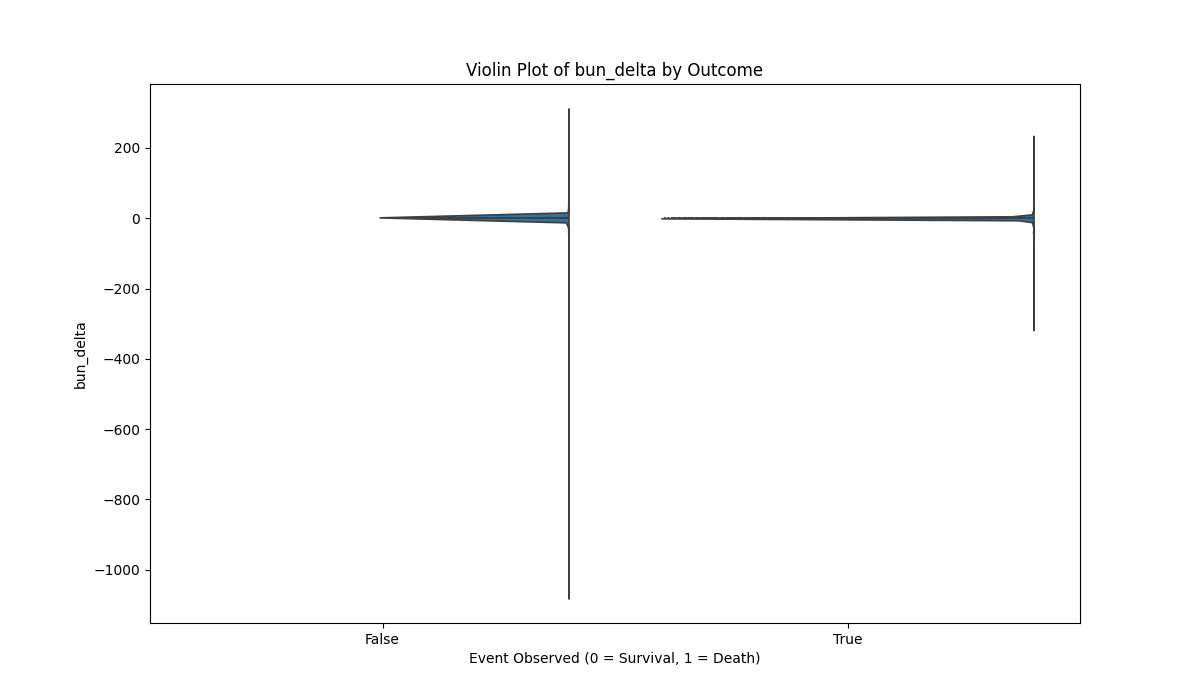 Violin Plot of bun_delta by Outcome
200
0
−200
−400
−600
−800
−1000
bun_delta
False
True
Event Observed (0 = Survival, 1 = Death)